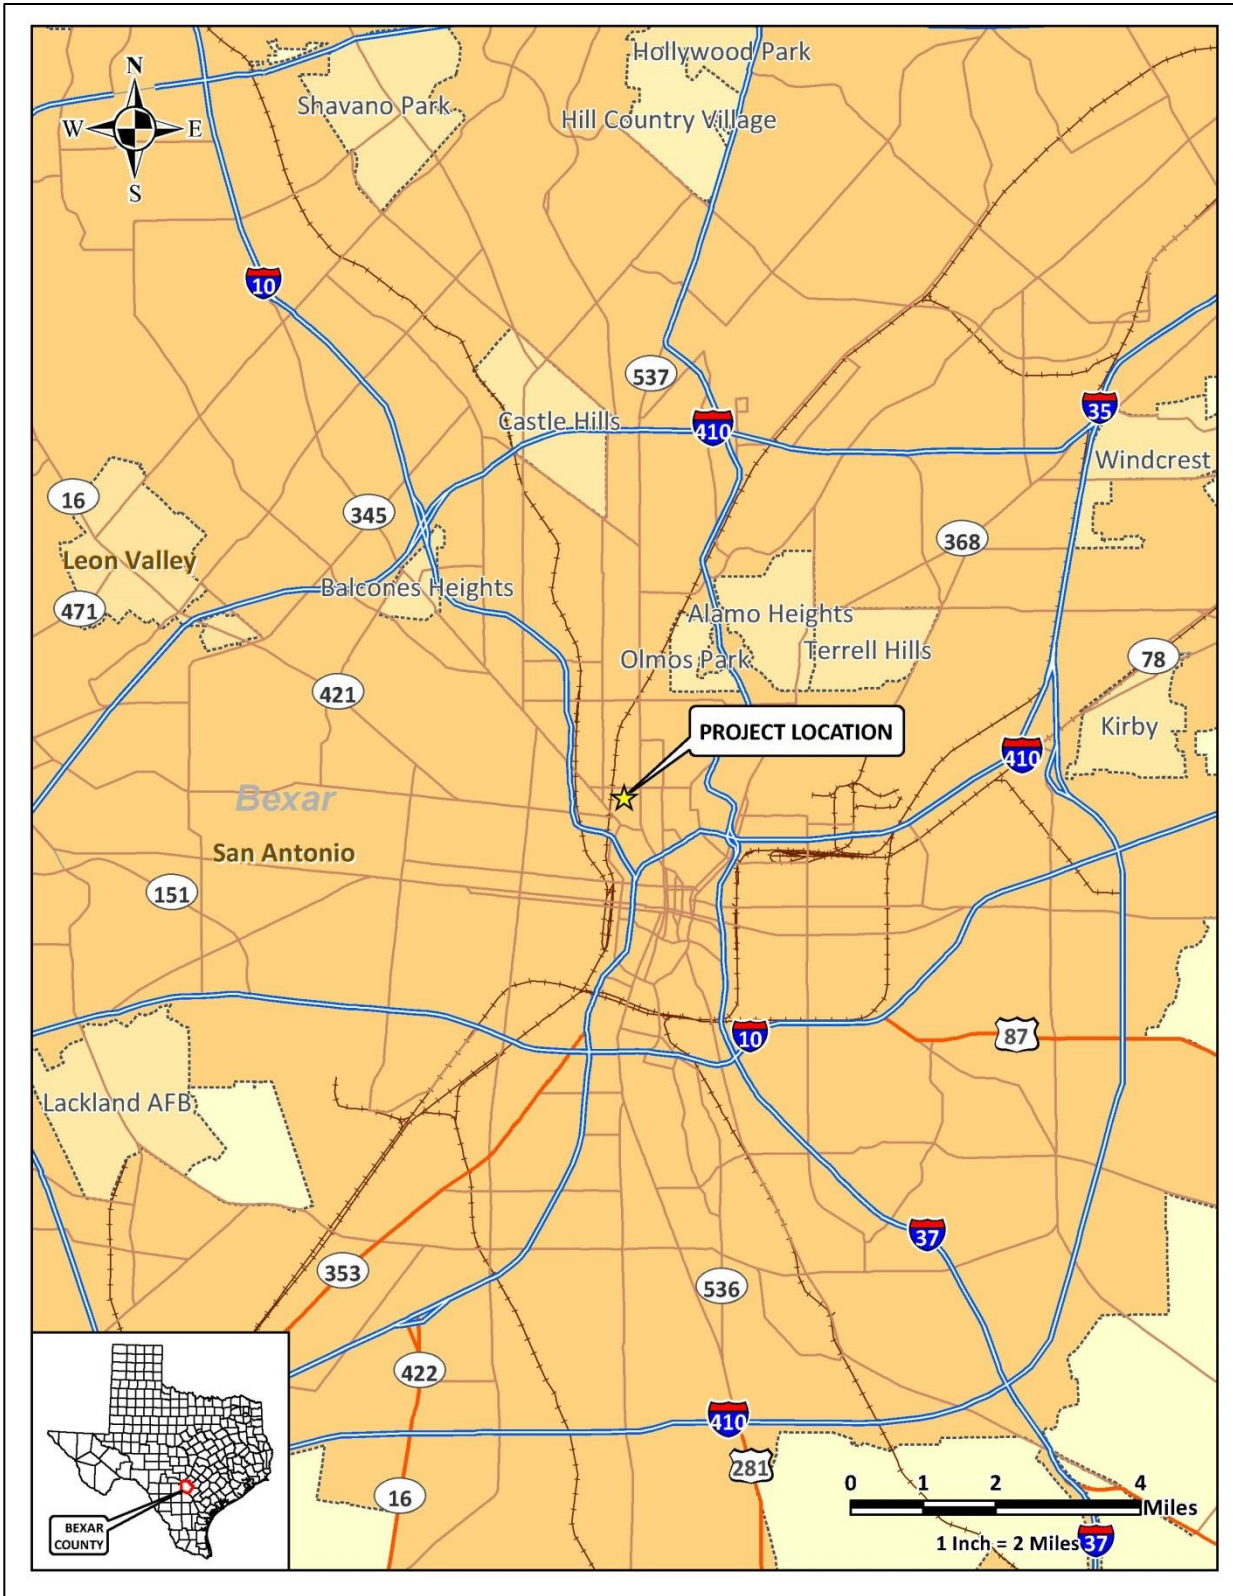 Hollywood Park
N
Shavano Park
Hill Country Village
W
E
S
10
537
Castle Hills
410
35
Windcrest
16
345
368
Leon Valley
Balcones Heights
471
Alamo Heights
Terrell Hills
Olmos Park
78
421
Kirby
PROJECT LOCATION
410
Bexar
San Antonio
151
10
87
Lackland AFB
37
353
536
422
410
281
16
0 1 2 4
Miles
1 Inch = 2 Miles
37
BEXAR
COUNTY